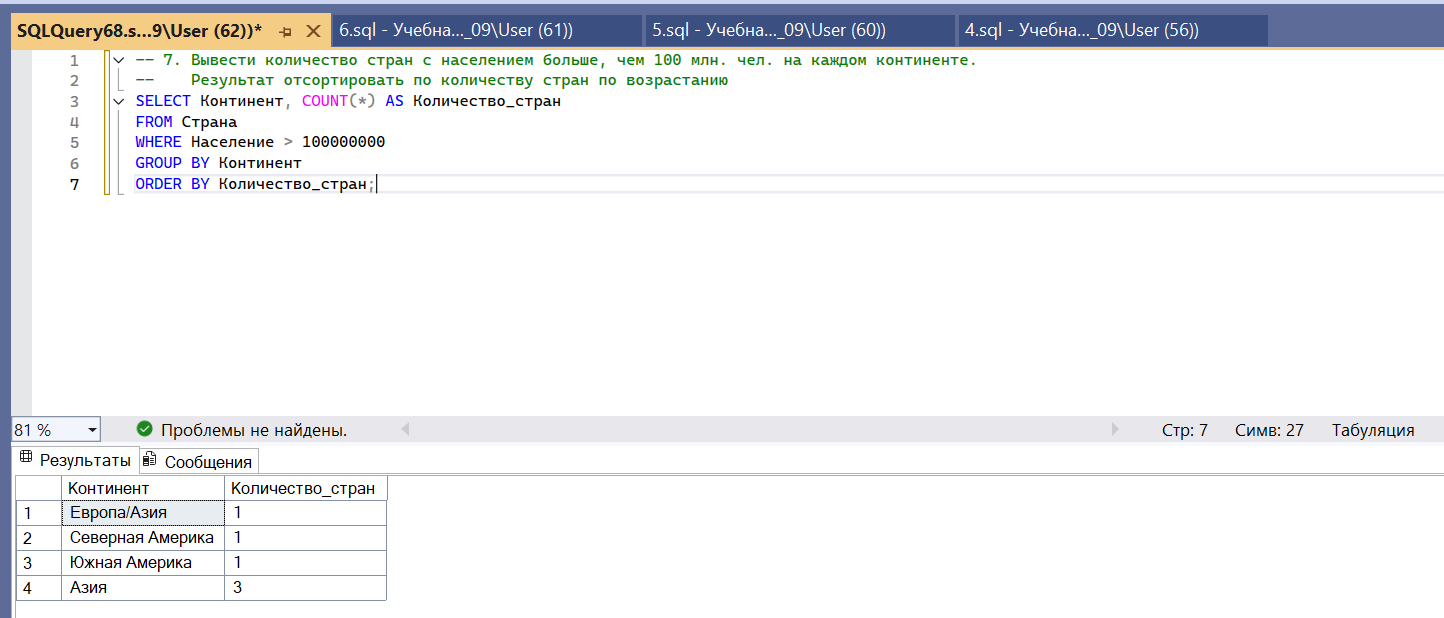 SQLQuery68.s...9\User (62))* 6.sql - Учебна..._09\User (61)) 5.sql - Учебна..._09\User (60)) 4.sql - Учебна..._09\User (56))
1 -- 7. Вывести количество стран с населением больше, чем 100 млн. чел. на каждом континенте.
2 -- Результат отсортировать по количеству стран по возрастанию
3 SELECT Континент, COUNT(*) AS Количество_стран
4 FROM Страна
5 WHERE Население > 100000000
6 GROUP BY Континент
7 ORDER BY Количество_стран;
81 % Проблемы не найдены. Стр: 7 Симв: 27 Табуляция
Результаты Сообщения
Континент Количество_стран
1 Европа/Азия 1
2 Северная Америка 1
3 Южная Америка 1
4 Азия 3